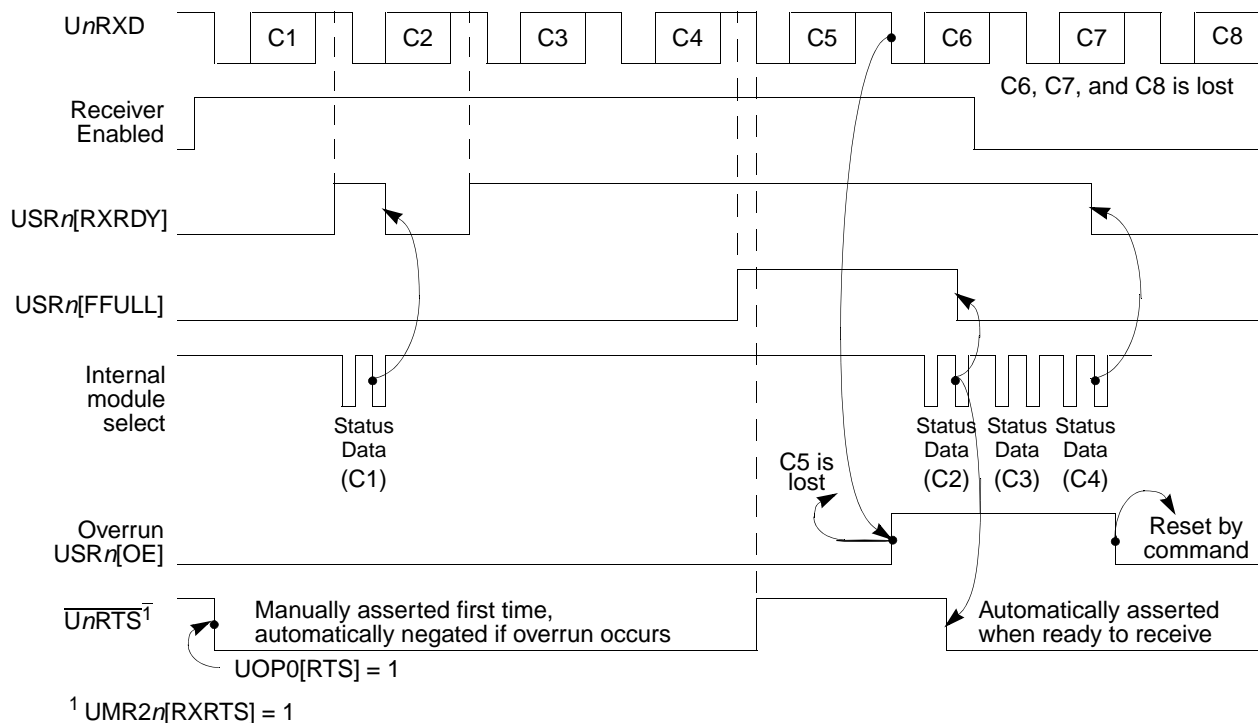 UnRXD
C1 C2 C3 C4 C5 C6 C7 C8
C6, C7, and C8 is lost
Receiver
Enabled
USRn[RXRDY]
USRn[FFULL]
Internal
module
select
Status
Data
(C1)
Status
Data
(C2)
Status
Data
(C3)
Status
Data
(C4)
C5 is
lost
Overrun
USRn[OE]
Reset by
command
UnRTS¹
Manually asserted first time,
automatically negated if overrun occurs
Automatically asserted
when ready to receive
UOP0[RTS] = 1
¹ UMR2n[RXRTS] = 1